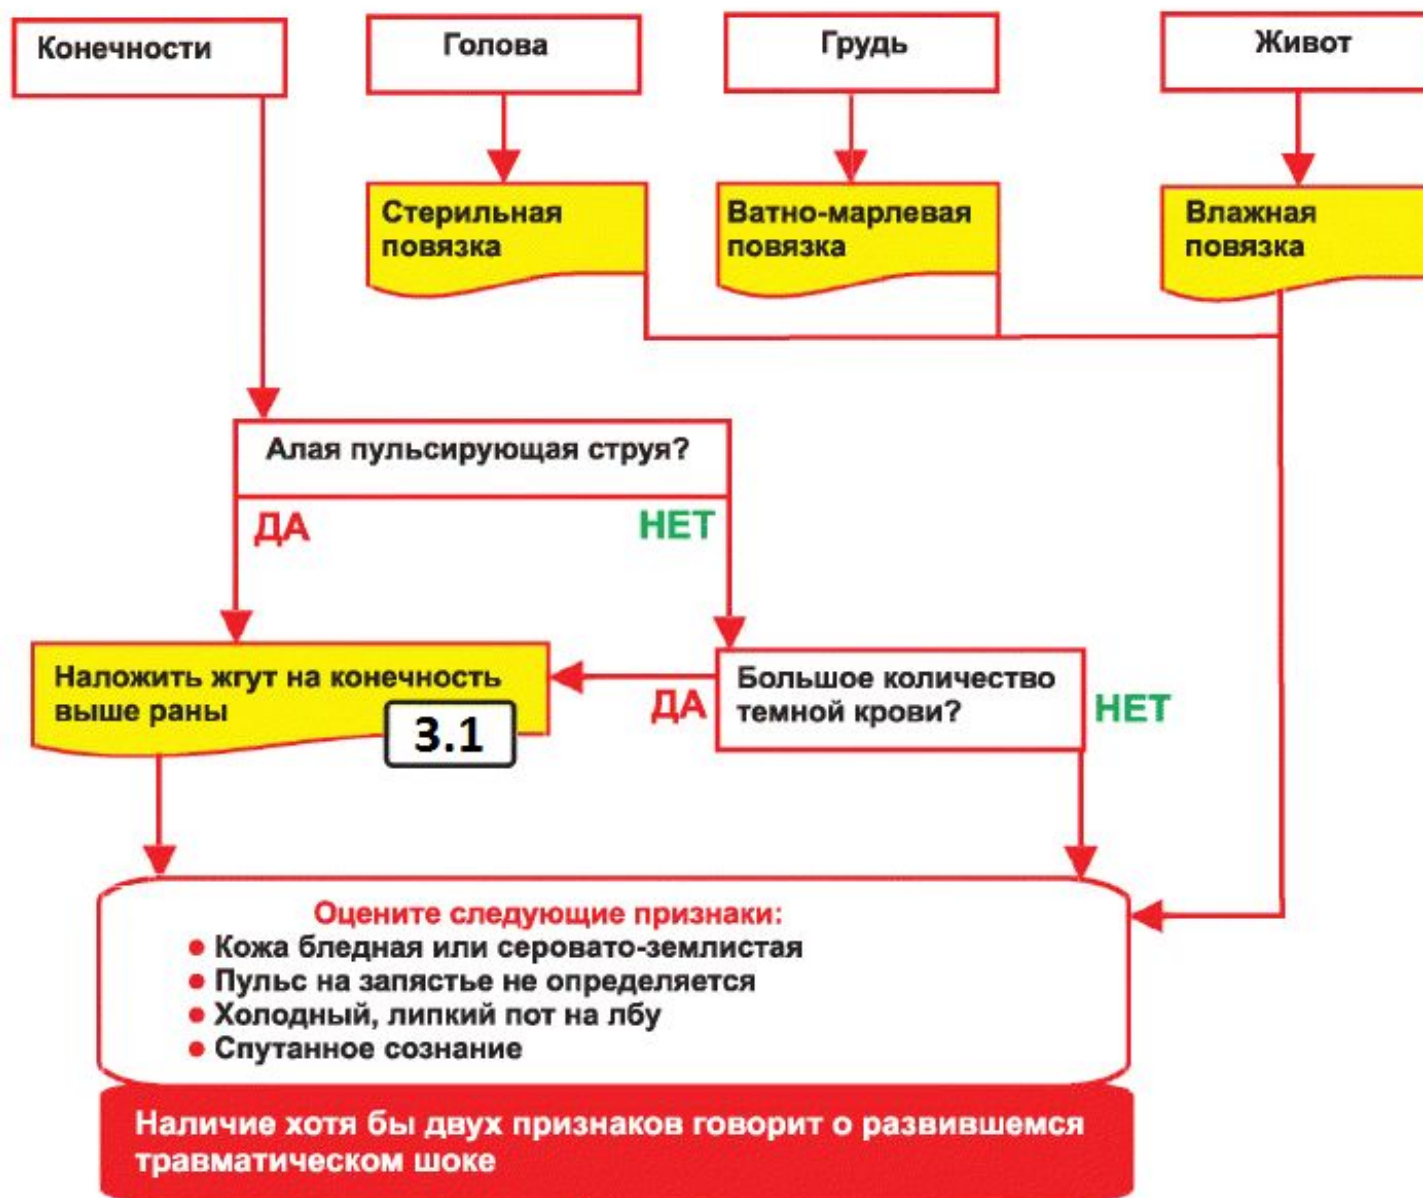 Конечности
Голова
Грудь
Живот
Стерильная
повязка
Ватно-марлевая
повязка
Влажная
повязка
Алая пульсирующая струя?
ДА
НЕТ
Наложить жгут на конечность
выше раны
3.1
ДА
Большое количество
темной крови?
НЕТ
Оцените следующие признаки:
● Кожа бледная или серовато-землистая
● Пульс на запястье не определяется
● Холодный, липкий пот на лбу
● Спутанное сознание
Наличие хотя бы двух признаков говорит о развившемся
травматическом шоке